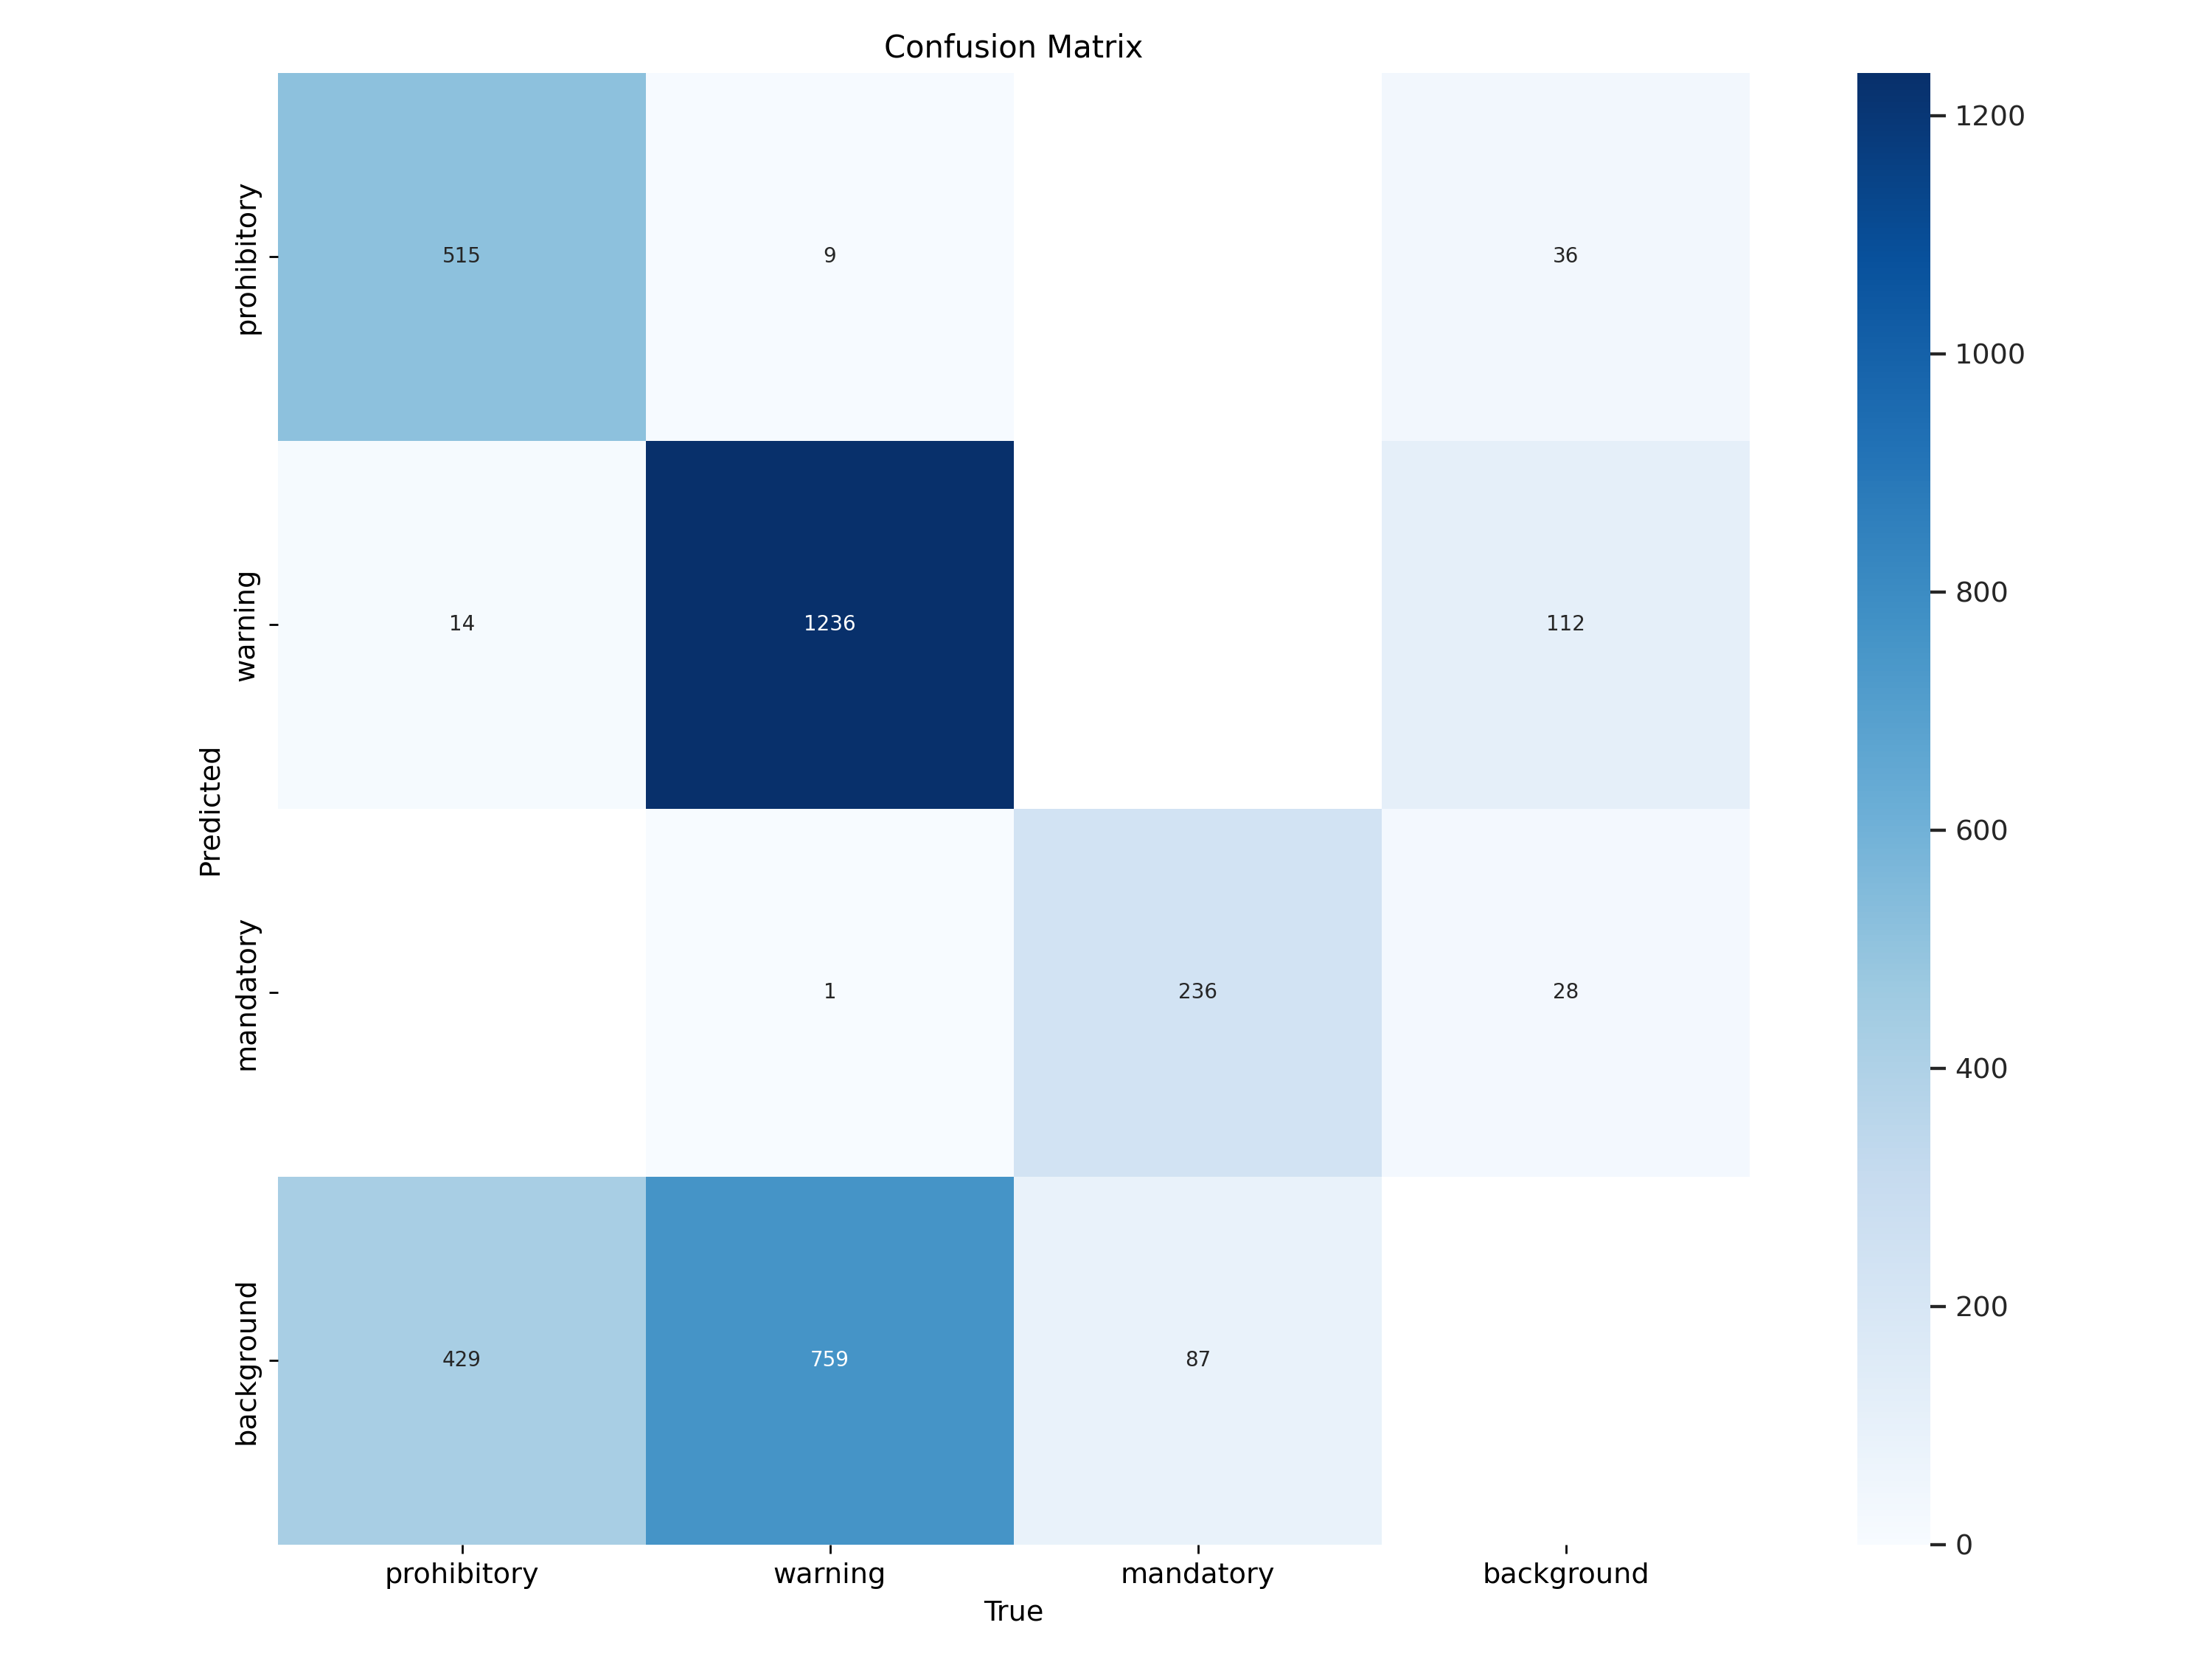 Confusion Matrix
prohibitory
515
9
36
warning
14
1236
112
mandatory
1
236
28
background
429
759
87
Predicted
prohibitory
warning
mandatory
background
True
1200
1000
800
600
400
200
0